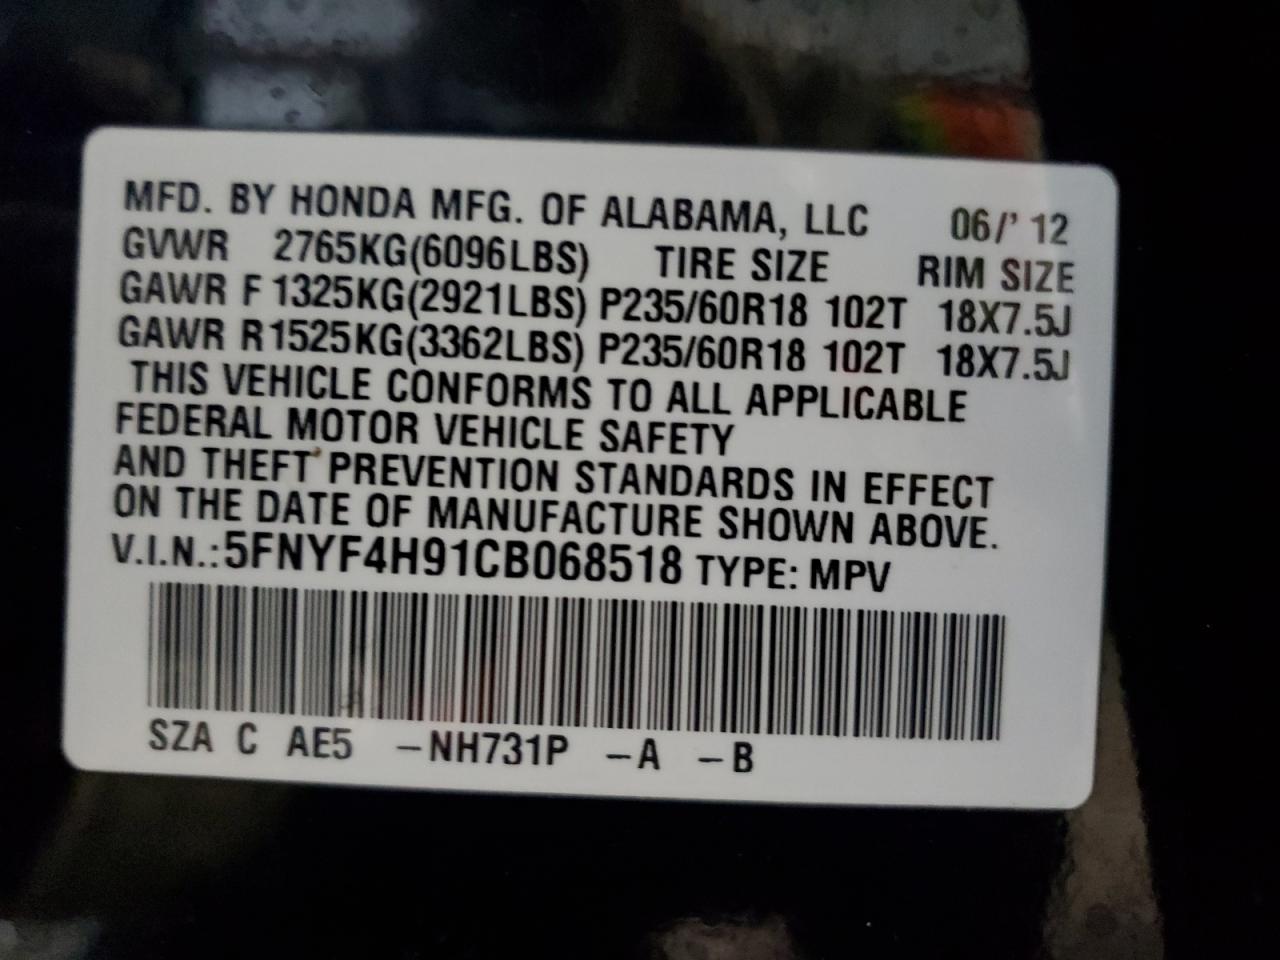 MFD. BY HONDA MFG. OF ALABAMA, LLC 06/' 12
GVWR 2765KG(6096LBS) TIRE SIZE RIM SIZE
GAWR F 1325KG(2921LBS) P235/60R18 102T 18X7.5J
GAWR R 1525KG(3362LBS) P235/60R18 102T 18X7.5J
THIS VEHICLE CONFORMS TO ALL APPLICABLE
FEDERAL MOTOR VEHICLE SAFETY
AND THEFT PREVENTION STANDARDS IN EFFECT
ON THE DATE OF MANUFACTURE SHOWN ABOVE.
V.I.N.:5FNYF4H91CB068518 TYPE: MPV
SZA C AE5 -NH731P -A -B